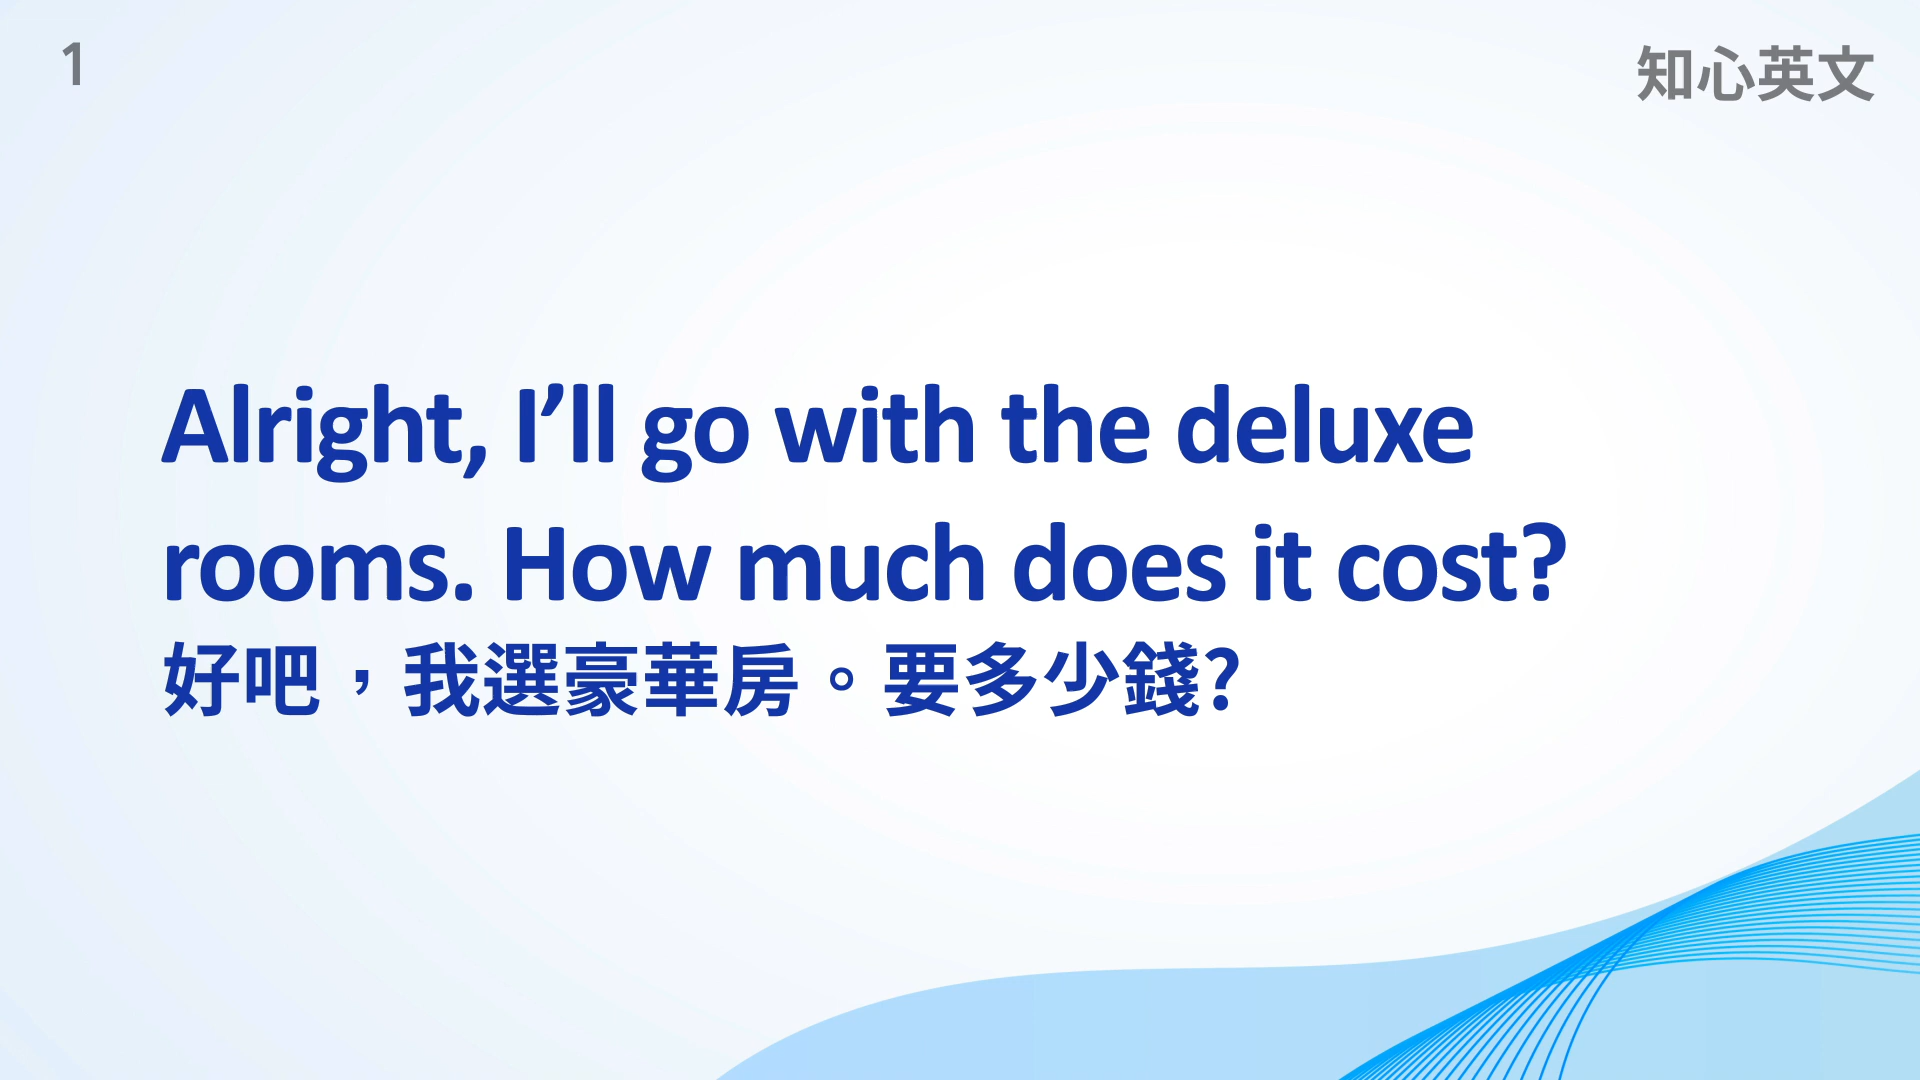 1
知心英文
Alright, I’ll go with the deluxe
rooms. How much does it cost?
好吧，我選豪華房。要多少錢?